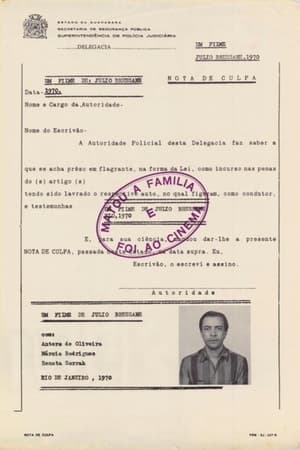 ESTADO DA GUANABARA
SECRETARIA DE SEGURANÇA PÚBLICA
SUPERINTENDÊNCIA DE POLÍCIA JUDICIÁRIA
DELEGACIA
UM FILME
JULIO BRESSANE, 1970
UM FILME DE: JULIO BRESSANE
NOTA DE CULPA
Data-1970.
Nome e Cargo da Autoridade-
Nome do Escrivão-
A Autoridade Policial desta Delegacia faz saber a
que se acha prêso em flagrante, na forma da Lei, como incurso nas penas
do (s) artigo (s)
tendo sido lavrado o respectivo auto, no qual figuram, como condutor,
e testemunhas
UM FILME DE JULIO BRESSANE
1970
MATOU A FAMILIA
E
FOI AO CINEMA
E, para sua ciência, mandou dar-lhe a presente
NOTA DE CULPA, passada nesta data supra. Eu,
Escrivão, o escrevi e assino.
Autoridade
UM FILME DE JULIO BRESSANE
COM:
Antero de Oliveira
Márcia Rodrigues
Renata Sorrah
RIO DE JANEIRO, 1970
NOTA DE CULPA